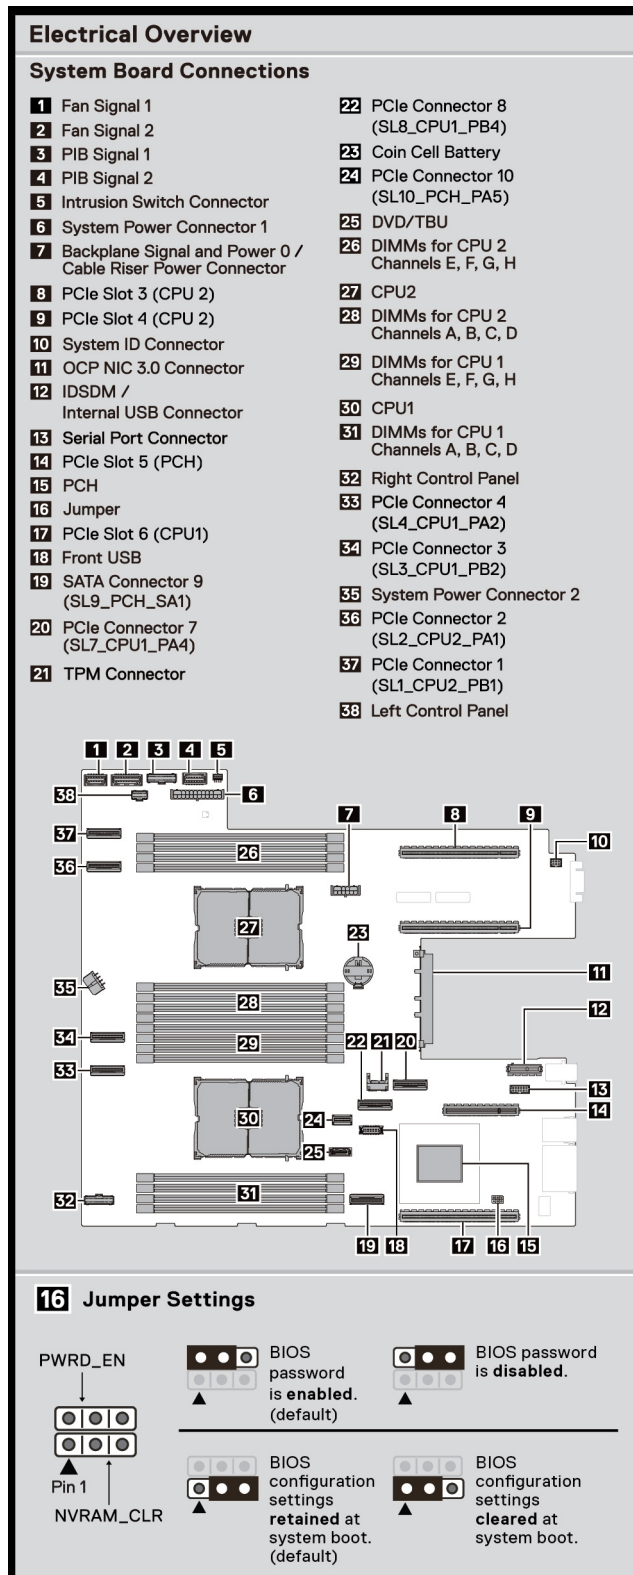 Electrical Overview
System Board Connections
1 Fan Signal 1
2 Fan Signal 2
3 PIB Signal 1
4 PIB Signal 2
5 Intrusion Switch Connector
6 System Power Connector 1
7 Backplane Signal and Power 0 /
Cable Riser Power Connector
8 PCIe Slot 3 (CPU 2)
9 PCIe Slot 4 (CPU 2)
10 System ID Connector
11 OCP NIC 3.0 Connector
12 IDSDM /
Internal USB Connector
13 Serial Port Connector
14 PCIe Slot 5 (PCH)
15 PCH
16 Jumper
17 PCIe Slot 6 (CPU1)
18 Front USB
19 SATA Connector 9
(SL9_PCH_SA1)
20 PCIe Connector 7
(SL7_CPU1_PA4)
21 TPM Connector
22 PCIe Connector 8
(SL8_CPU1_PB4)
23 Coin Cell Battery
24 PCIe Connector 10
(SL10_PCH_PA5)
25 DVD/TBU
26 DIMMs for CPU 2
Channels E, F, G, H
27 CPU2
28 DIMMs for CPU 2
Channels A, B, C, D
29 DIMMs for CPU 1
Channels E, F, G, H
30 CPU1
31 DIMMs for CPU 1
Channels A, B, C, D
32 Right Control Panel
33 PCIe Connector 4
(SL4_CPU1_PA2)
34 PCIe Connector 3
(SL3_CPU1_PB2)
35 System Power Connector 2
36 PCIe Connector 2
(SL2_CPU2_PA1)
37 PCIe Connector 1
(SL1_CPU2_PB1)
38 Left Control Panel
1 2 3 4 5
38 6
37 7 8 9
26 10
36
27 23
11
35
28 12
34 29 22 21 20
33 13
30 24 14
25
32 31
19 18 17 16 15
16 Jumper Settings
PWRD_EN
Pin 1
NVRAM_CLR
BIOS
password
is enabled.
(default)
BIOS password
is disabled.
BIOS
configuration
settings
retained at
system boot.
(default)
BIOS
configuration
settings
cleared at
system boot.